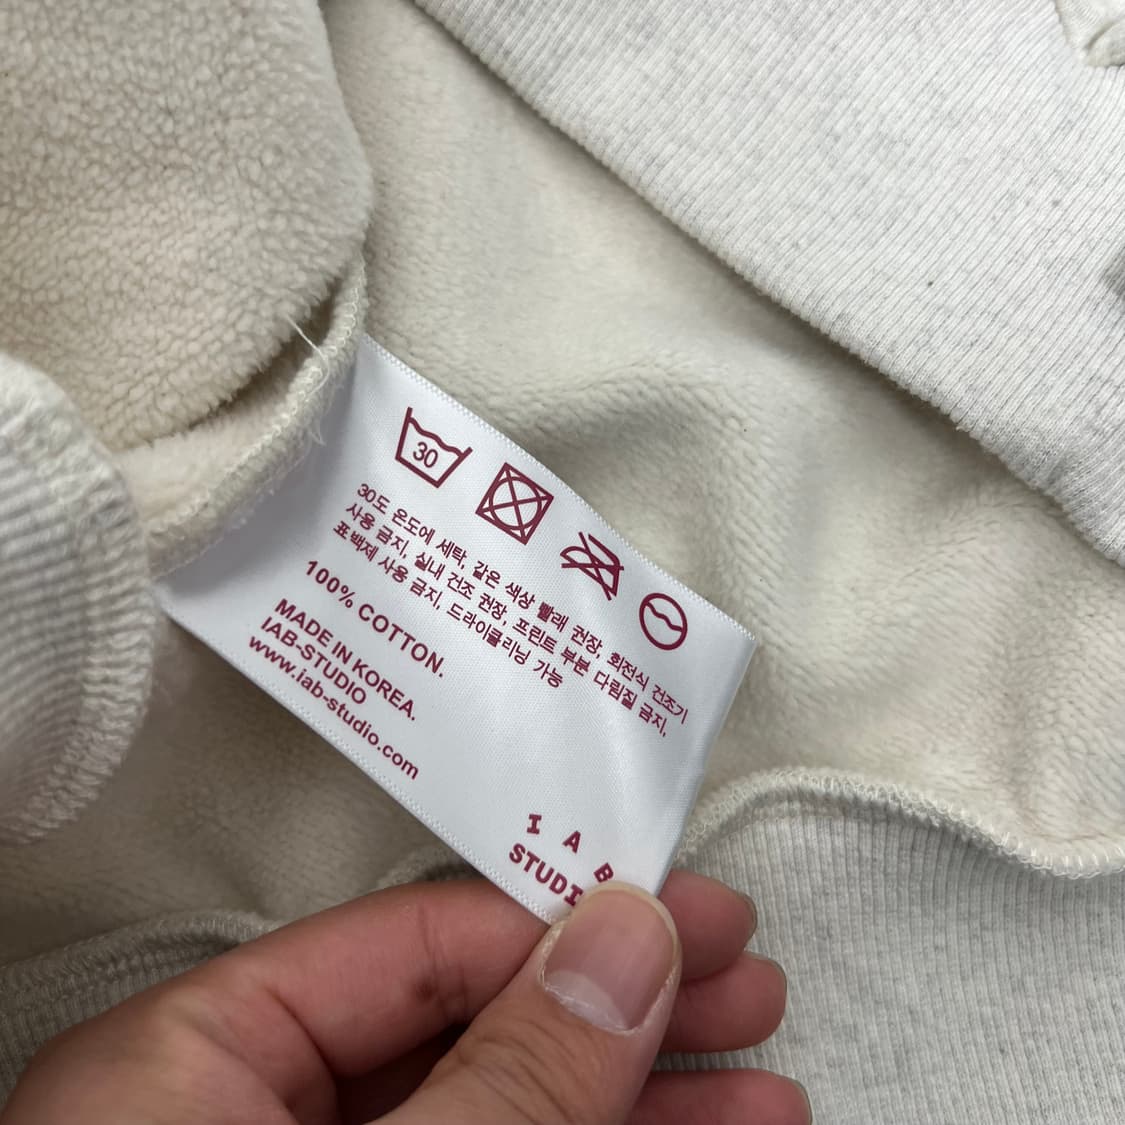 30
30도 온도에 세탁, 같은 색상 빨래 권장, 회전식 건조기
사용 금지, 실내 건조 권장, 프린트 부분 다림질 금지,
표백제 사용 금지, 드라이클리닝 가능
100% COTTON.
MADE IN KOREA.
IAB-STUDIO
www.iab-studio.com
I A B
STUDI